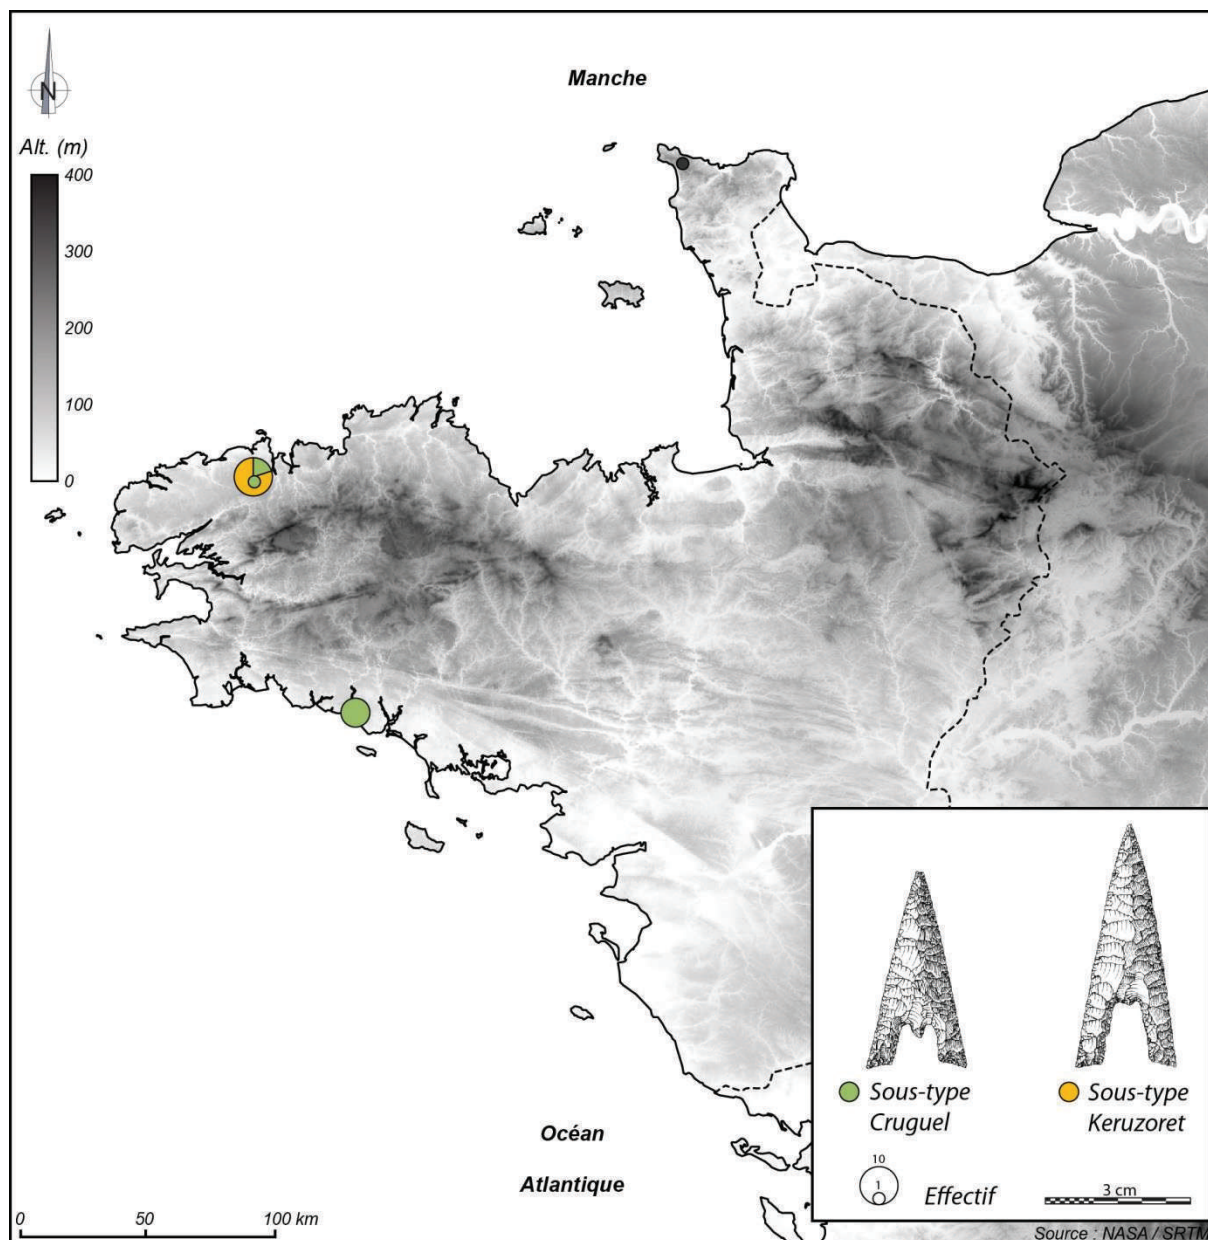 Manche
N
Alt. (m)
400
300
200
100
0
Océan
Atlantique
0 50 100 km
Sous-type
Cruguel
Sous-type
Keruzoret
10
1
Effectif
3 cm
Source : NASA / SRTM